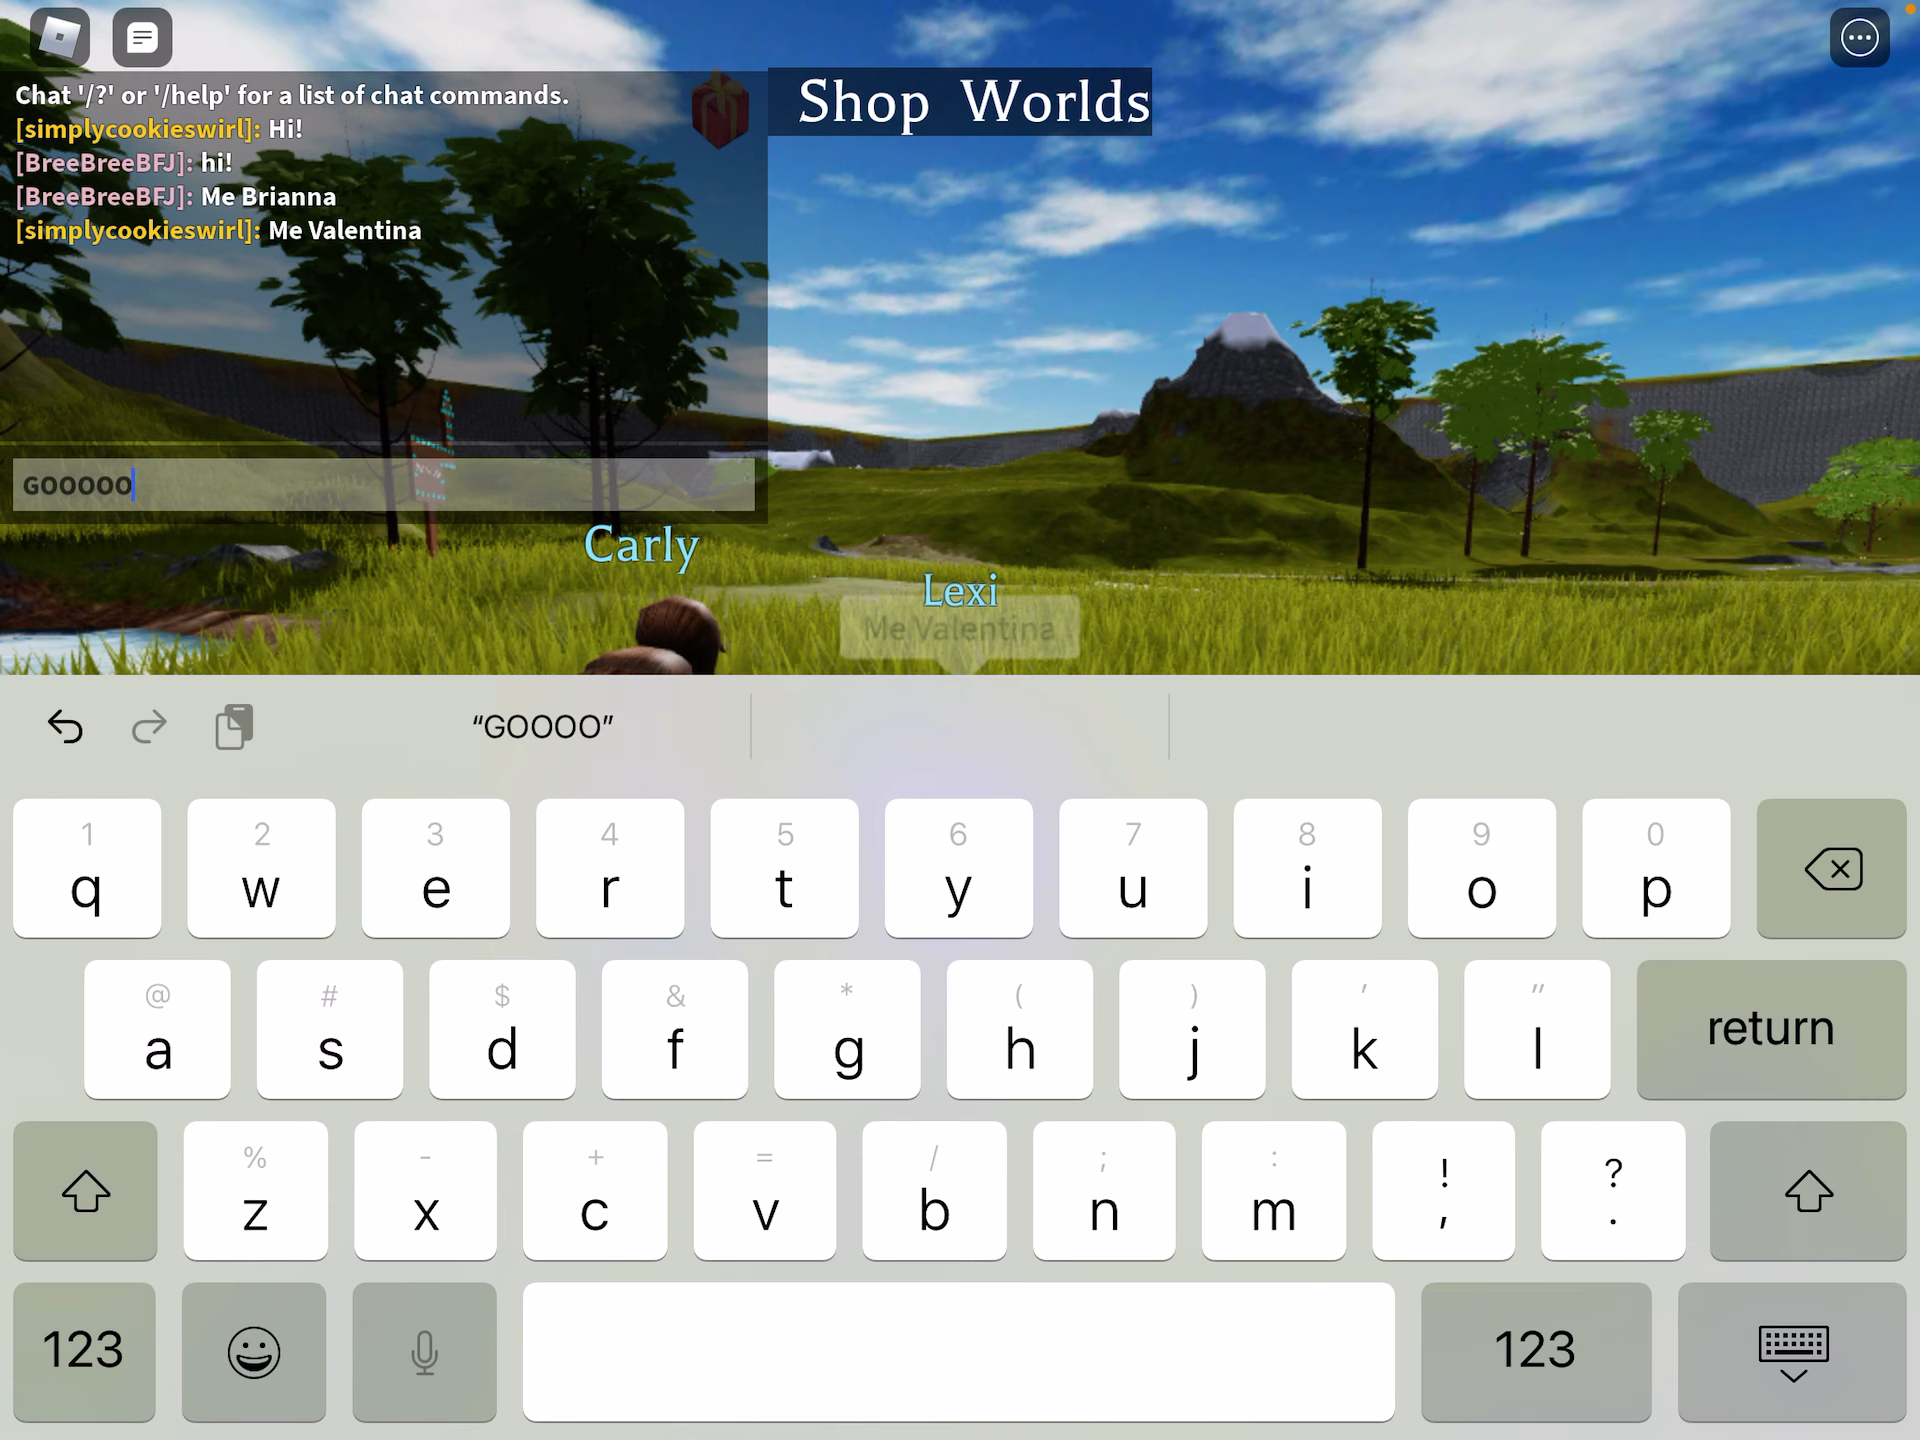 Shop Worlds
Chat '/?' or '/help' for a list of chat commands.
[simplycookieswirl]: Hi!
[BreeBreeBFJ]: hi!
[BreeBreeBFJ]: Me Brianna
[simplycookieswirl]: Me Valentina
GOOOOO
Carly
Lexi
Me Valentina
“GOOOO”
1 2 3 4 5 6 7 8 9 0
q w e r t y u i o p
@ # $ & * ( ) ' "
a s d f g h j k l return
% - + = / ; : ! ?
z x c v b n m , .
123 123